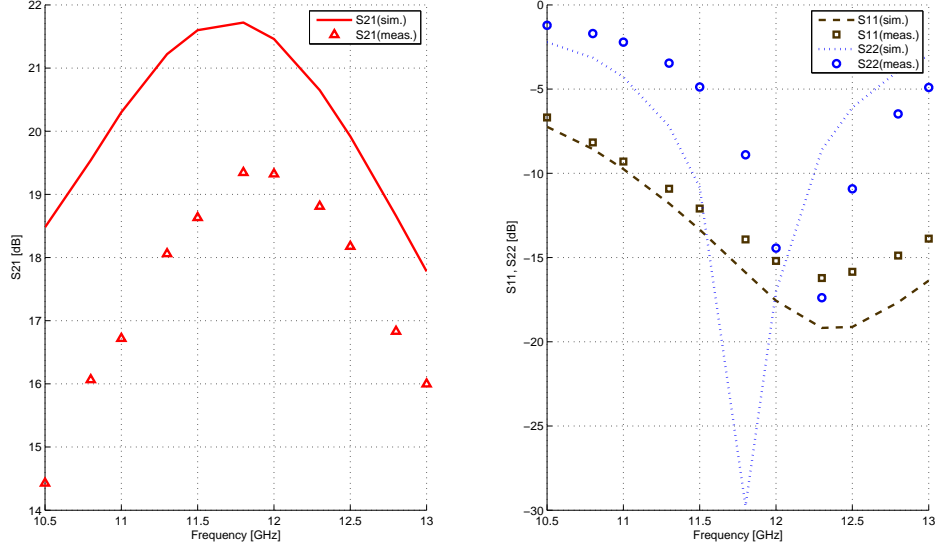 22
21
20
19
18
17
16
15
14
S21 [dB]
10.5
11
11.5
12
12.5
13
Frequency [GHz]
S21(sim.)
S21(meas.)
0
−5
−10
−15
−20
−25
−30
S11, S22 [dB]
10.5
11
11.5
12
12.5
13
Frequency [GHz]
S11(sim.)
S11(meas.)
S22(sim.)
S22(meas.)